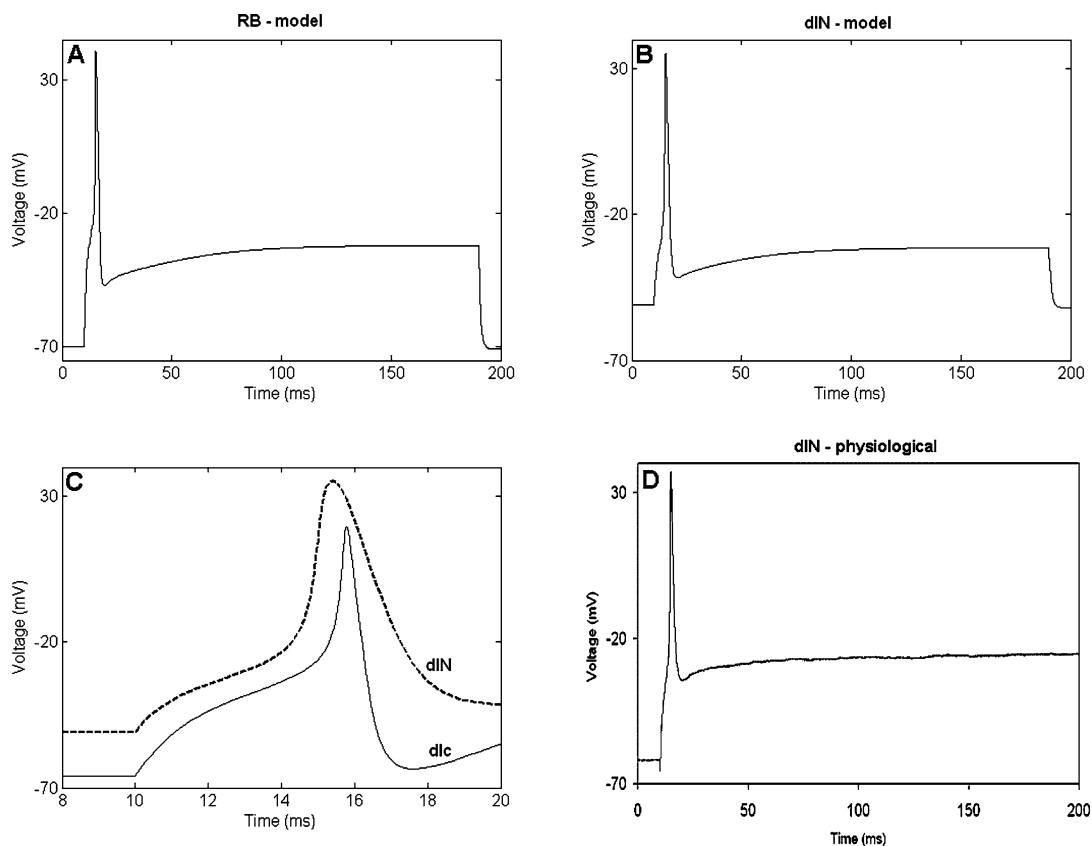 RB - model
A
30
-20
-70
Voltage (mV)
0 50 100 150 200
Time (ms)
dIN - model
B
30
-20
-70
Voltage (mV)
0 50 100 150 200
Time (ms)
C
30
-20
-70
Voltage (mV)
dIN
dIc
8 10 12 14 16 18 20
Time (ms)
dIN - physiological
D
30
-20
-70
Voltage (mV)
0 50 100 150 200
Time (ms)